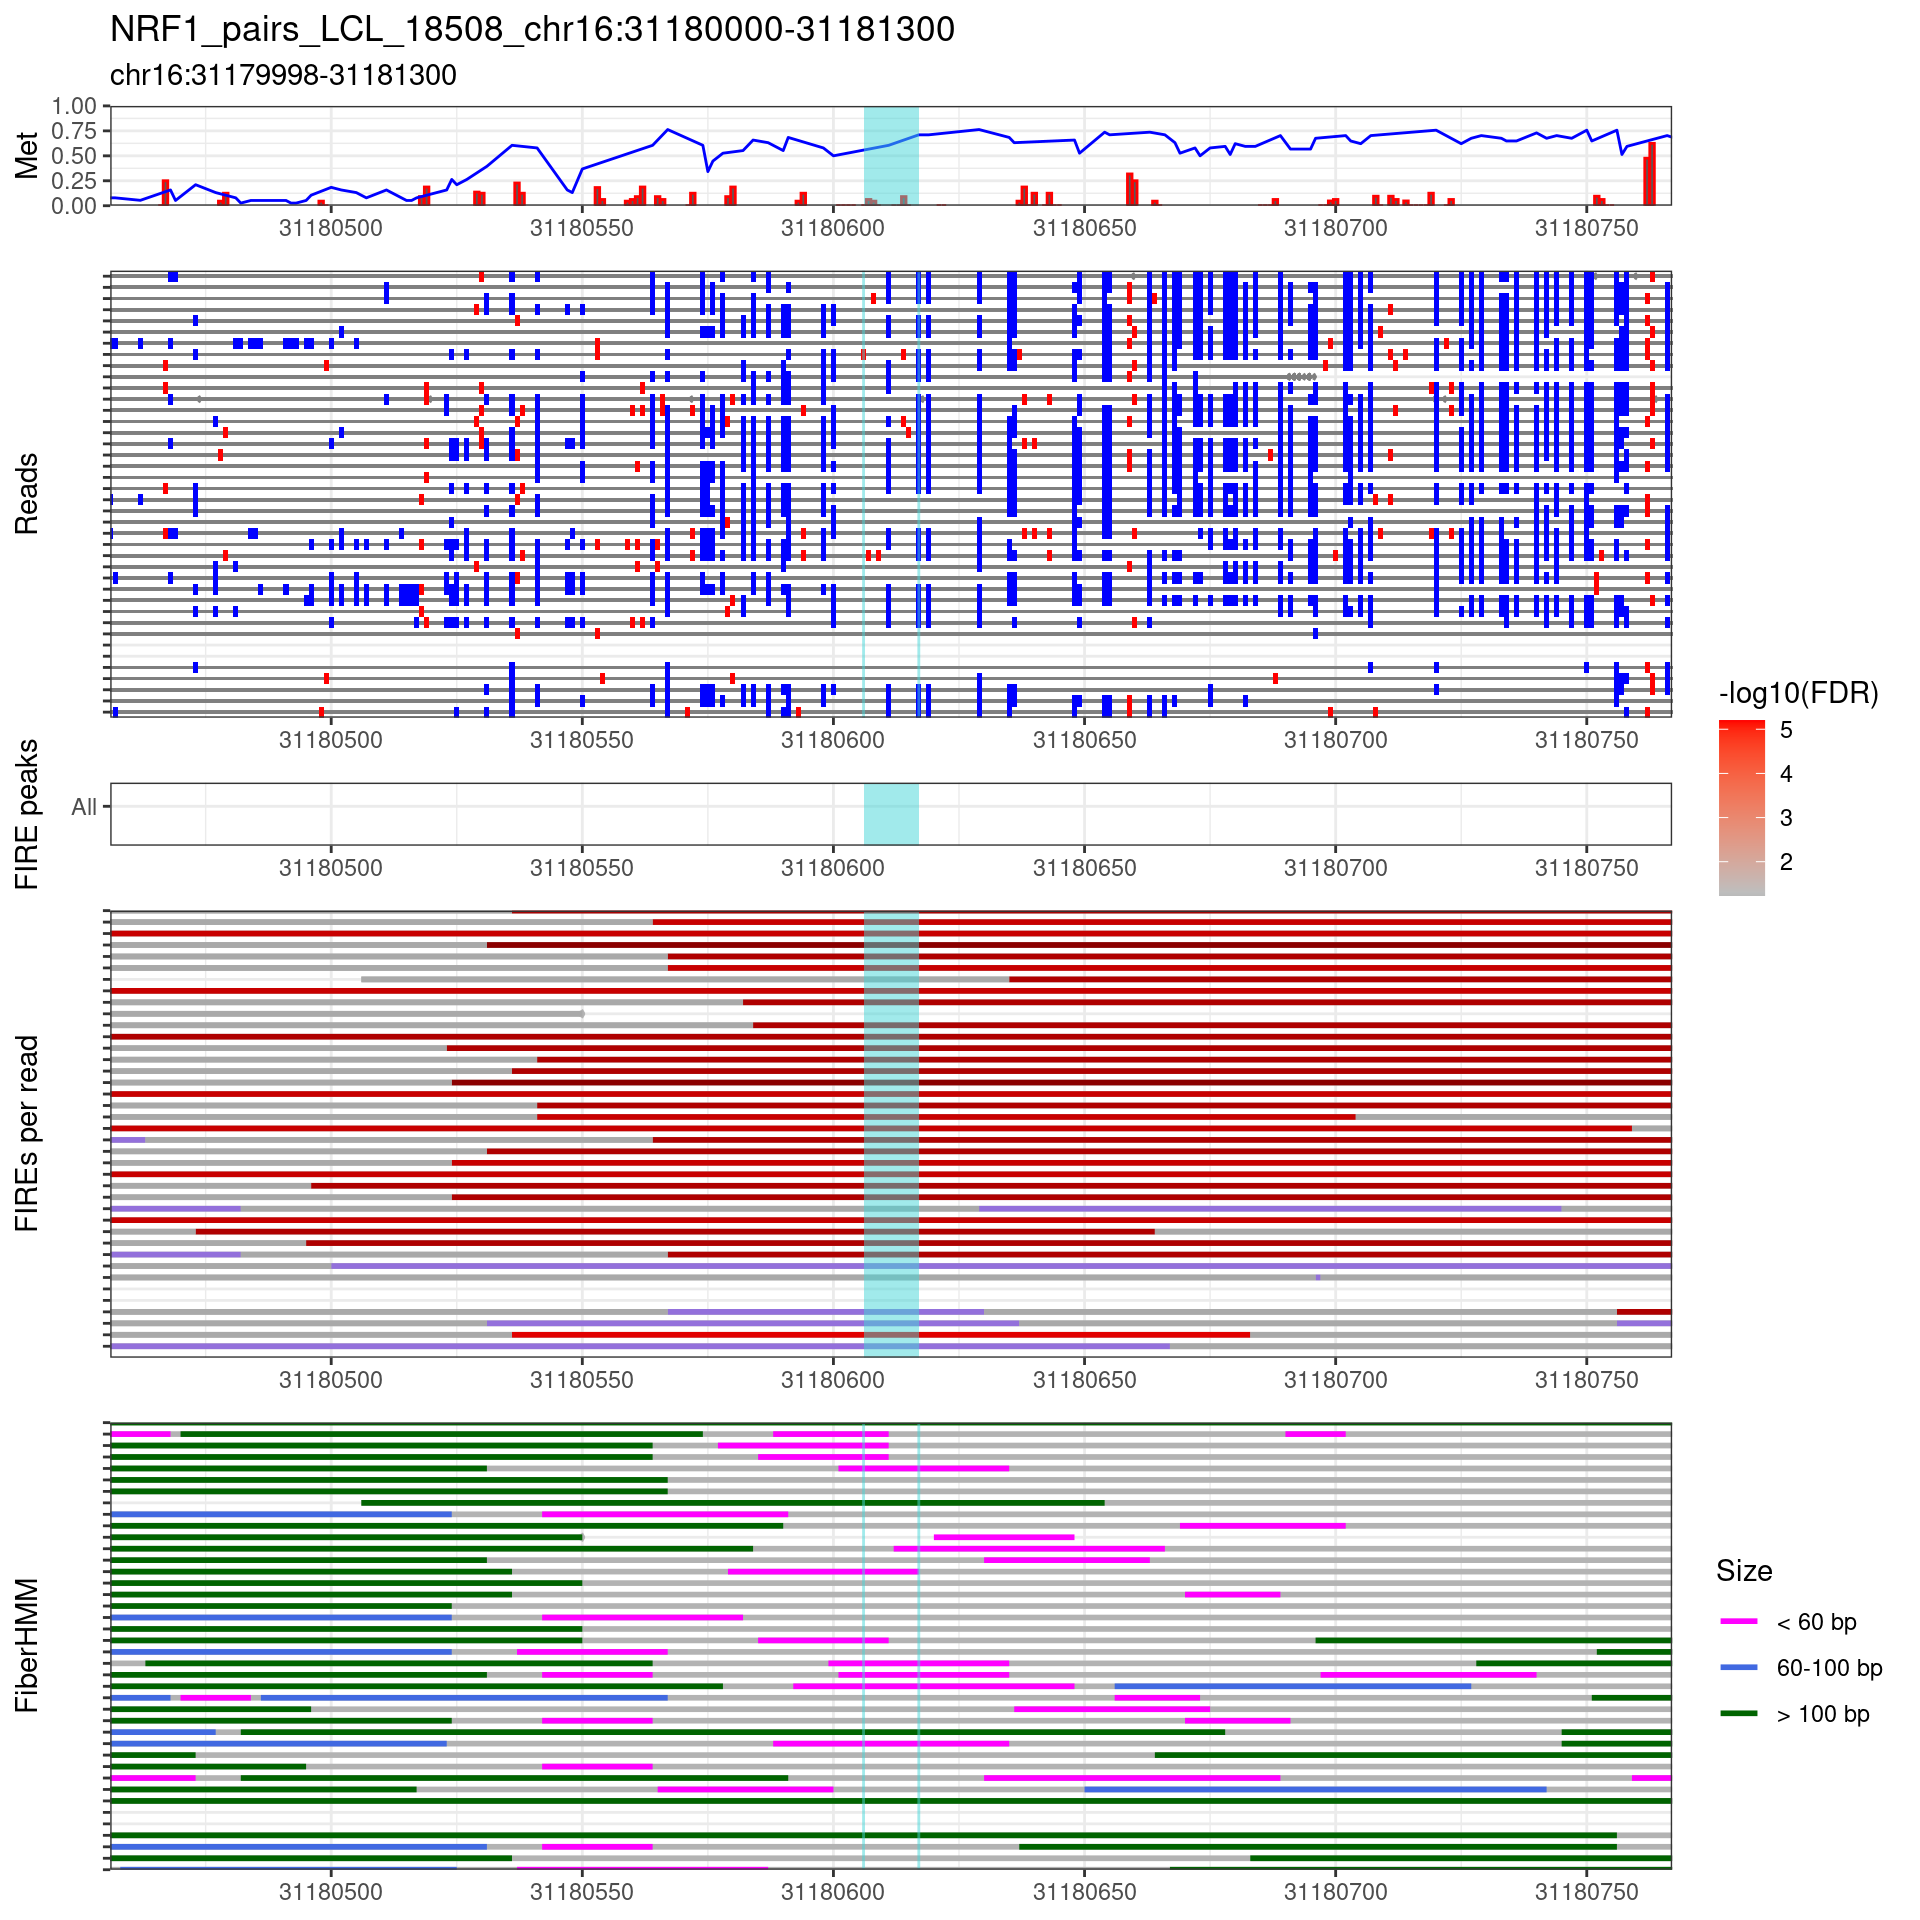 NRF1_pairs_LCL_18508_chr16:31180000-31181300
chr16:31179998-31181300
Met
1.00
0.75
0.50
0.25
0.00
31180500 31180550 31180600 31180650 31180700 31180750
Reads
31180500 31180550 31180600 31180650 31180700 31180750
FIRE peaks
All
31180500 31180550 31180600 31180650 31180700 31180750
-log10(FDR)
5
4
3
2
FIREs per read
31180500 31180550 31180600 31180650 31180700 31180750
FiberHMM
31180500 31180550 31180600 31180650 31180700 31180750
Size
< 60 bp
60-100 bp
> 100 bp